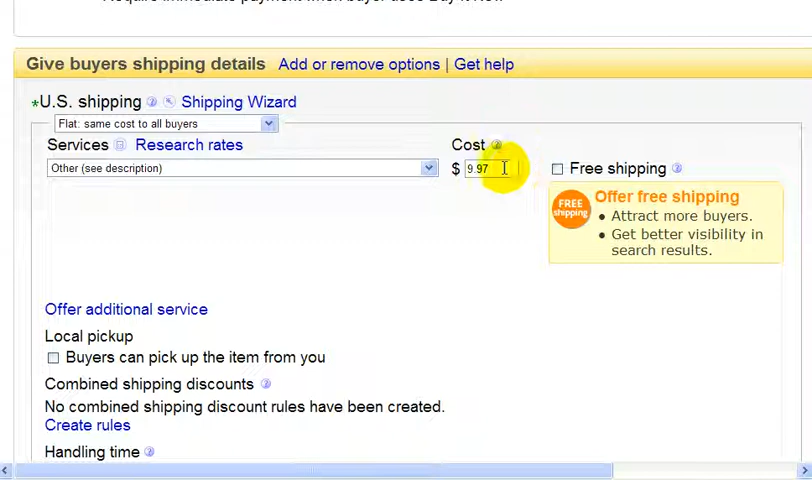 Give buyers shipping details Add or remove options | Get help
*U.S. shipping Shipping Wizard
Flat: same cost to all buyers
Services Research rates Cost
Other (see description) $ 9.97 Free shipping
FREE shipping Offer free shipping
• Attract more buyers.
• Get better visibility in
search results.
Offer additional service
Local pickup
Buyers can pick up the item from you
Combined shipping discounts
No combined shipping discount rules have been created.
Create rules
Handling time